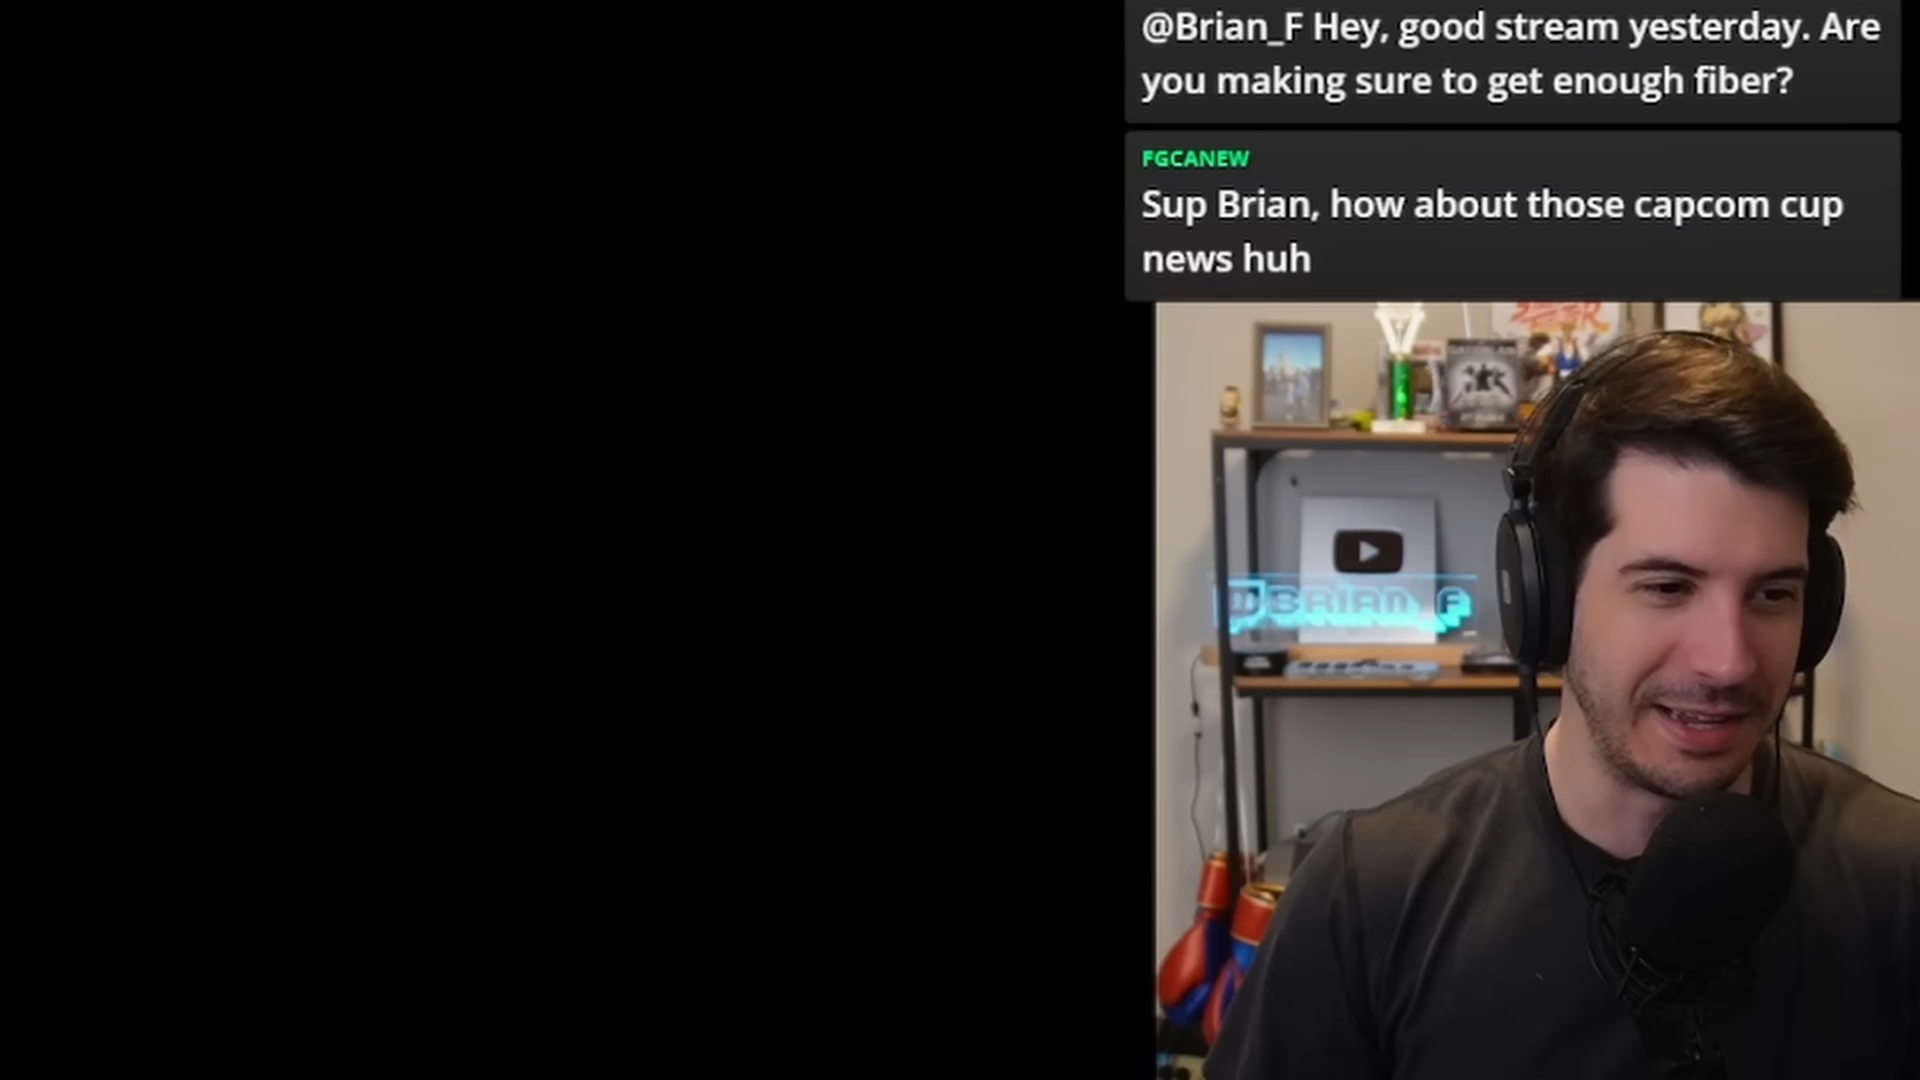 @Brian_F Hey, good stream yesterday. Are
you making sure to get enough fiber?
FGCANEW
Sup Brian, how about those capcom cup
news huh
BRIAN_F